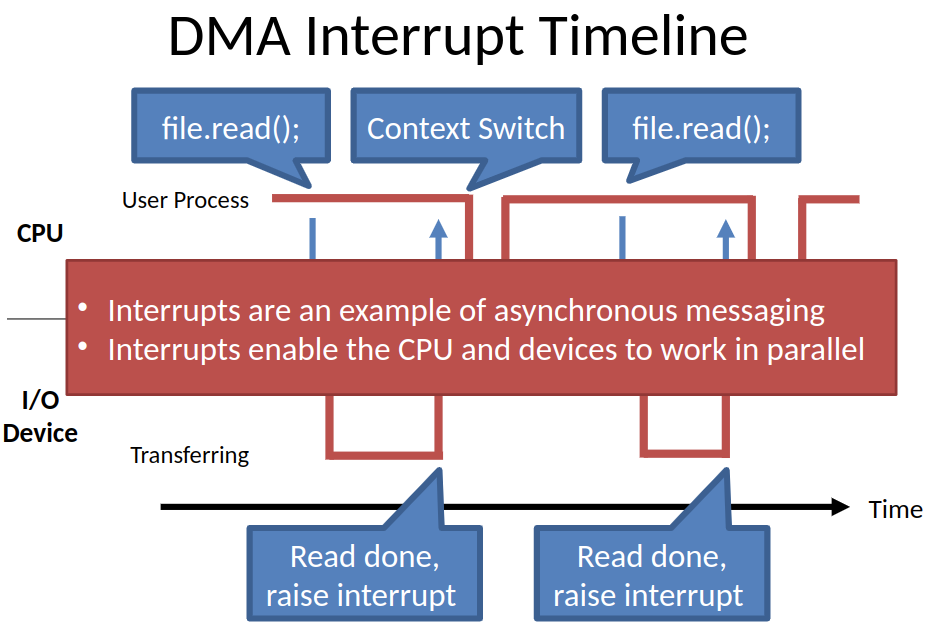 DMA Interrupt Timeline
file.read();
Context Switch
file.read();
User Process
CPU
• Interrupts are an example of asynchronous messaging
• Interrupts enable the CPU and devices to work in parallel
I/O
Device
Transferring
Time
Read done,
raise interrupt
Read done,
raise interrupt